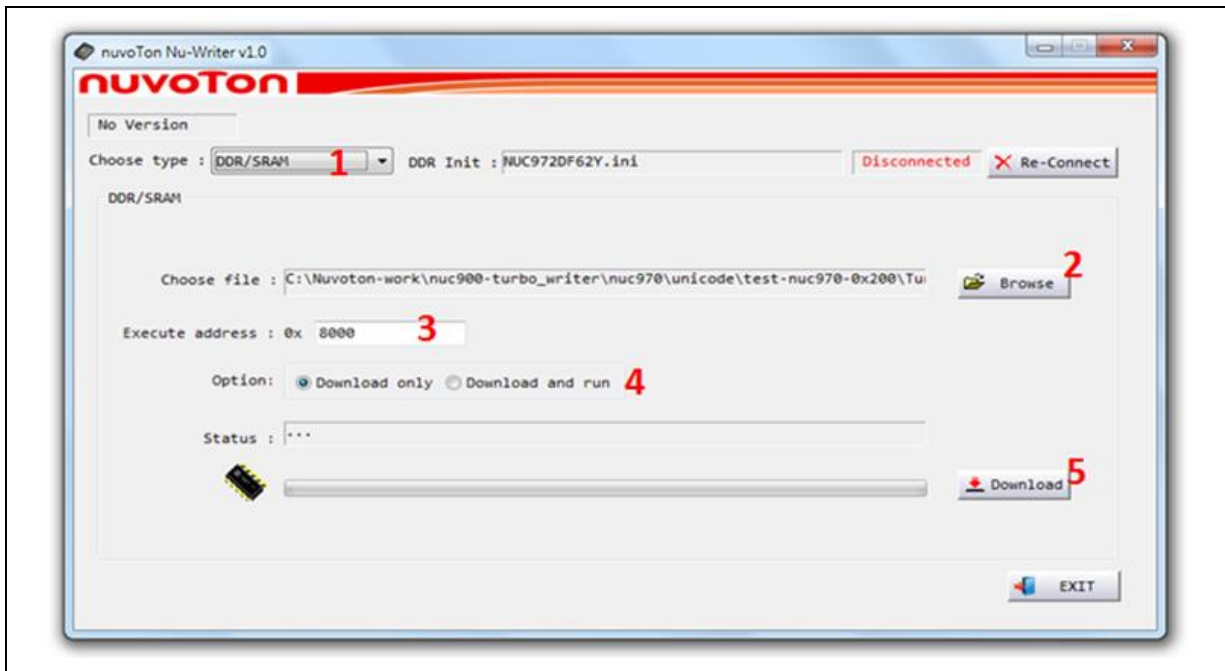 nuvoTon Nu-Writer v1.0
nuvoTon
No Version
Choose type : DDR/SRAM 1 DDR Init : NUC972DF62Y.ini Disconnected Re-Connect
DDR/SRAM
Choose file : C:\Nuvoton-work\nuc900-turbo_writer\nuc970\unicode\test-nuc970-0x200\Tu Browse 2
Execute address : 0x 8000 3
Option: Download only Download and run 4
Status : ...
Download 5
EXIT